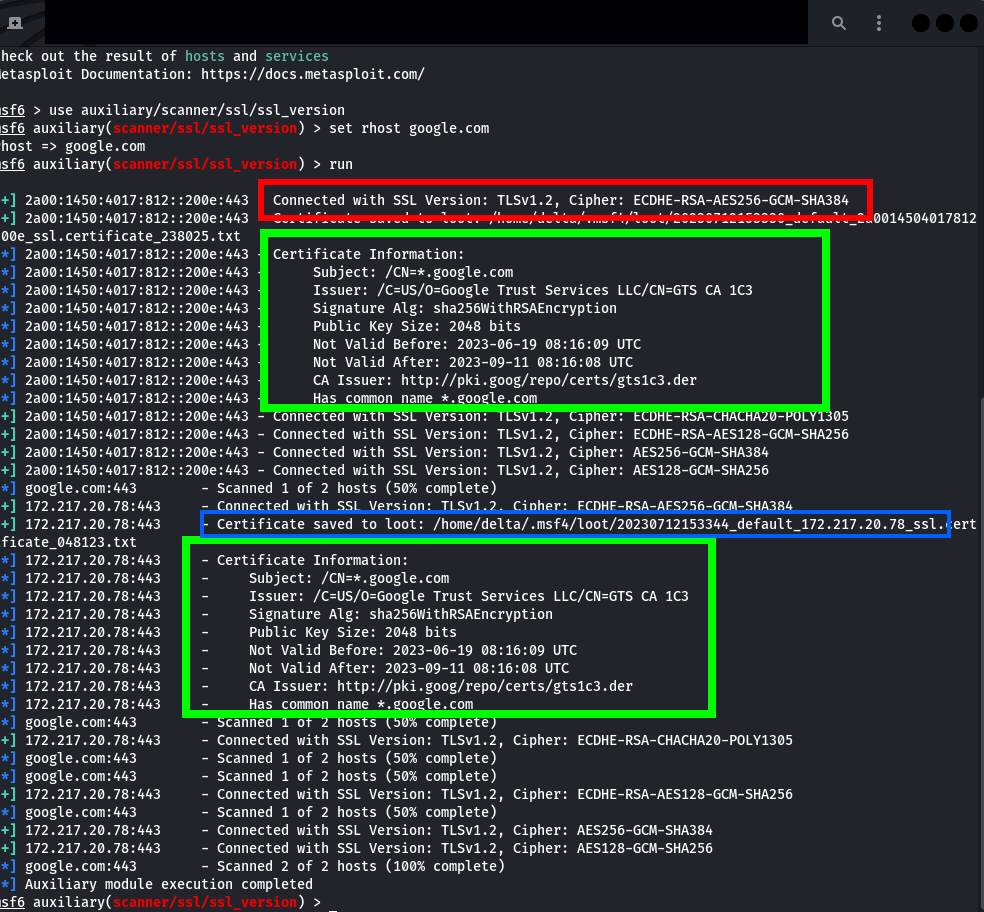 heck out the result of hosts and services
etasploit Documentation: https://docs.metasploit.com/
msf6 > use auxiliary/scanner/ssl/ssl_version
msf6 auxiliary(scanner/ssl/ssl_version) > set rhost google.com
rhost => google.com
msf6 auxiliary(scanner/ssl/ssl_version) > run
+] 2a00:1450:4017:812::200e:443 Connected with SSL Version: TLSv1.2, Cipher: ECDHE-RSA-AES256-GCM-SHA384
+] 2a00:1450:4017:812::200e:443 Certificate saved to loot: /home/delta/.msf4/loot/20230712153338_default_2a0014504017812
00e_ssl.certificate_238025.txt
*] 2a00:1450:4017:812::200e:443 - Certificate Information:
*] 2a00:1450:4017:812::200e:443 - Subject: /CN=*.google.com
*] 2a00:1450:4017:812::200e:443 - Issuer: /C=US/O=Google Trust Services LLC/CN=GTS CA 1C3
*] 2a00:1450:4017:812::200e:443 - Signature Alg: sha256WithRSAEncryption
*] 2a00:1450:4017:812::200e:443 - Public Key Size: 2048 bits
*] 2a00:1450:4017:812::200e:443 - Not Valid Before: 2023-06-19 08:16:09 UTC
*] 2a00:1450:4017:812::200e:443 - Not Valid After: 2023-09-11 08:16:08 UTC
*] 2a00:1450:4017:812::200e:443 - CA Issuer: http://pki.goog/repo/certs/gts1c3.der
*] 2a00:1450:4017:812::200e:443 - Has common name *.google.com
+] 2a00:1450:4017:812::200e:443 - Connected with SSL Version: TLSv1.2, Cipher: ECDHE-RSA-CHACHA20-POLY1305
+] 2a00:1450:4017:812::200e:443 - Connected with SSL Version: TLSv1.2, Cipher: ECDHE-RSA-AES128-GCM-SHA256
+] 2a00:1450:4017:812::200e:443 - Connected with SSL Version: TLSv1.2, Cipher: AES256-GCM-SHA384
+] 2a00:1450:4017:812::200e:443 - Connected with SSL Version: TLSv1.2, Cipher: AES128-GCM-SHA256
*] google.com:443 - Scanned 1 of 2 hosts (50% complete)
+] 172.217.20.78:443 - Connected with SSL Version: TLSv1.2, Cipher: ECDHE-RSA-AES256-GCM-SHA384
+] 172.217.20.78:443 - Certificate saved to loot: /home/delta/.msf4/loot/20230712153344_default_172.217.20.78_ssl.cert
ificate_048123.txt
*] 172.217.20.78:443 - Certificate Information:
*] 172.217.20.78:443 - Subject: /CN=*.google.com
*] 172.217.20.78:443 - Issuer: /C=US/O=Google Trust Services LLC/CN=GTS CA 1C3
*] 172.217.20.78:443 - Signature Alg: sha256WithRSAEncryption
*] 172.217.20.78:443 - Public Key Size: 2048 bits
*] 172.217.20.78:443 - Not Valid Before: 2023-06-19 08:16:09 UTC
*] 172.217.20.78:443 - Not Valid After: 2023-09-11 08:16:08 UTC
*] 172.217.20.78:443 - CA Issuer: http://pki.goog/repo/certs/gts1c3.der
*] 172.217.20.78:443 - Has common name *.google.com
*] google.com:443 - Scanned 1 of 2 hosts (50% complete)
+] 172.217.20.78:443 - Connected with SSL Version: TLSv1.2, Cipher: ECDHE-RSA-CHACHA20-POLY1305
*] google.com:443 - Scanned 1 of 2 hosts (50% complete)
*] google.com:443 - Scanned 1 of 2 hosts (50% complete)
+] 172.217.20.78:443 - Connected with SSL Version: TLSv1.2, Cipher: ECDHE-RSA-AES128-GCM-SHA256
*] google.com:443 - Scanned 1 of 2 hosts (50% complete)
+] 172.217.20.78:443 - Connected with SSL Version: TLSv1.2, Cipher: AES256-GCM-SHA384
+] 172.217.20.78:443 - Connected with SSL Version: TLSv1.2, Cipher: AES128-GCM-SHA256
*] google.com:443 - Scanned 2 of 2 hosts (100% complete)
*] Auxiliary module execution completed
msf6 auxiliary(scanner/ssl/ssl_version) >